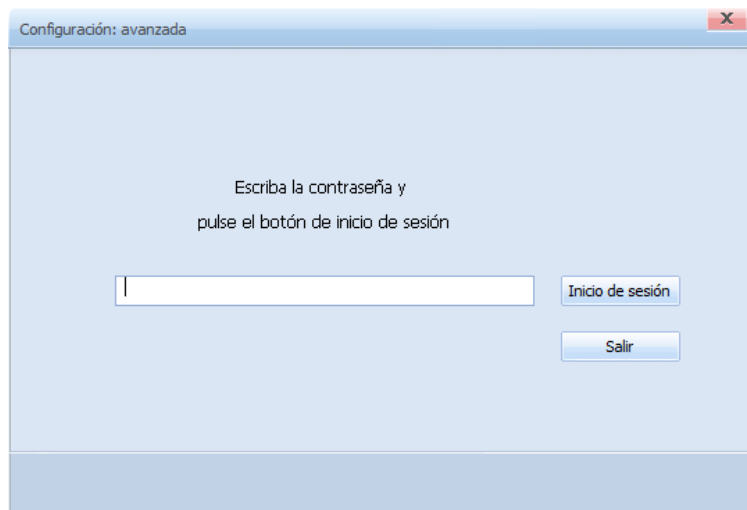 Configuración: avanzada
X
Escriba la contraseña y
pulse el botón de inicio de sesión
Inicio de sesión
Salir